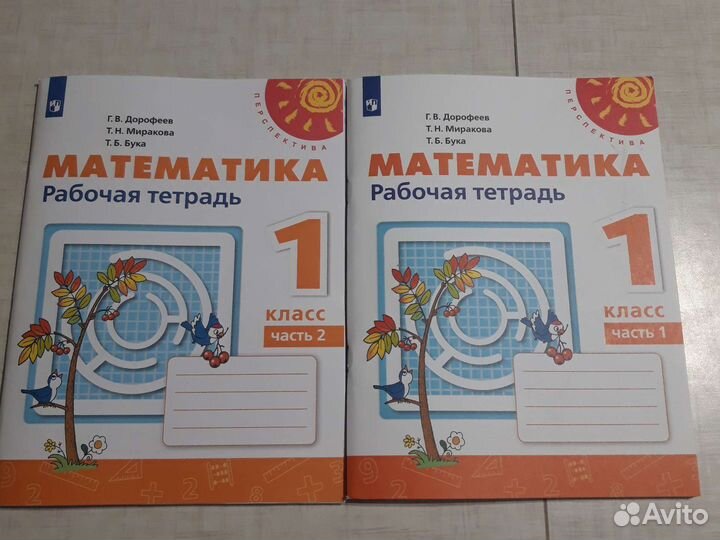 Г. В. Дорофеев
Т. Н. Миракова
Т. Б. Бука
ПЕРСПЕКТИВА
МАТЕМАТИКА
Рабочая тетрадь
1
класс
часть 2
Г. В. Дорофеев
Т. Н. Миракова
Т. Б. Бука
ПЕРСПЕКТИВА
МАТЕМАТИКА
Рабочая тетрадь
1
класс
часть 1
Avito